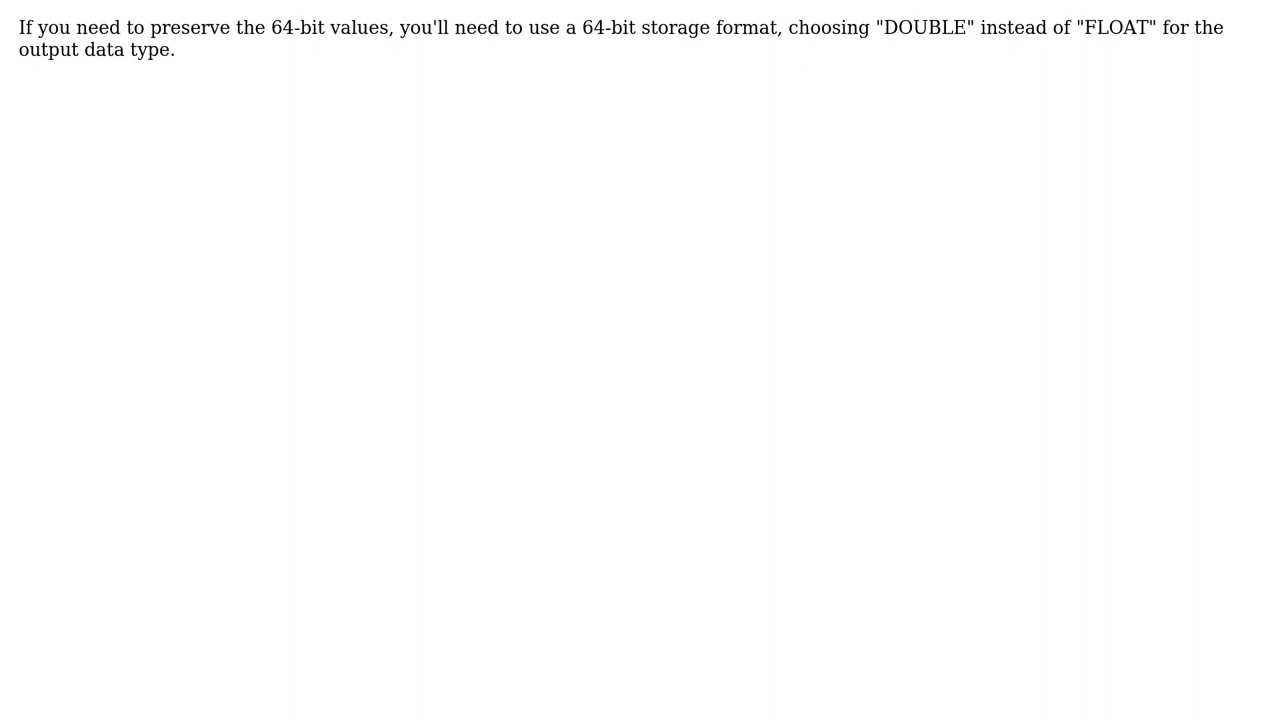 If you need to preserve the 64-bit values, you'll need to use a 64-bit storage format, choosing "DOUBLE" instead of "FLOAT" for the
output data type.